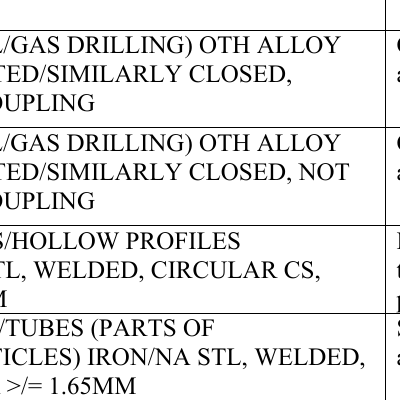 L/GAS DRILLING) OTH ALLOY
TED/SIMILARLY CLOSED,
OUPLING
L/GAS DRILLING) OTH ALLOY
TED/SIMILARLY CLOSED, NOT
OUPLING
S/HOLLOW PROFILES
TL, WELDED, CIRCULAR CS,
M
/TUBES (PARTS OF
TICLES) IRON/NA STL, WELDED,
>/= 1.65MM